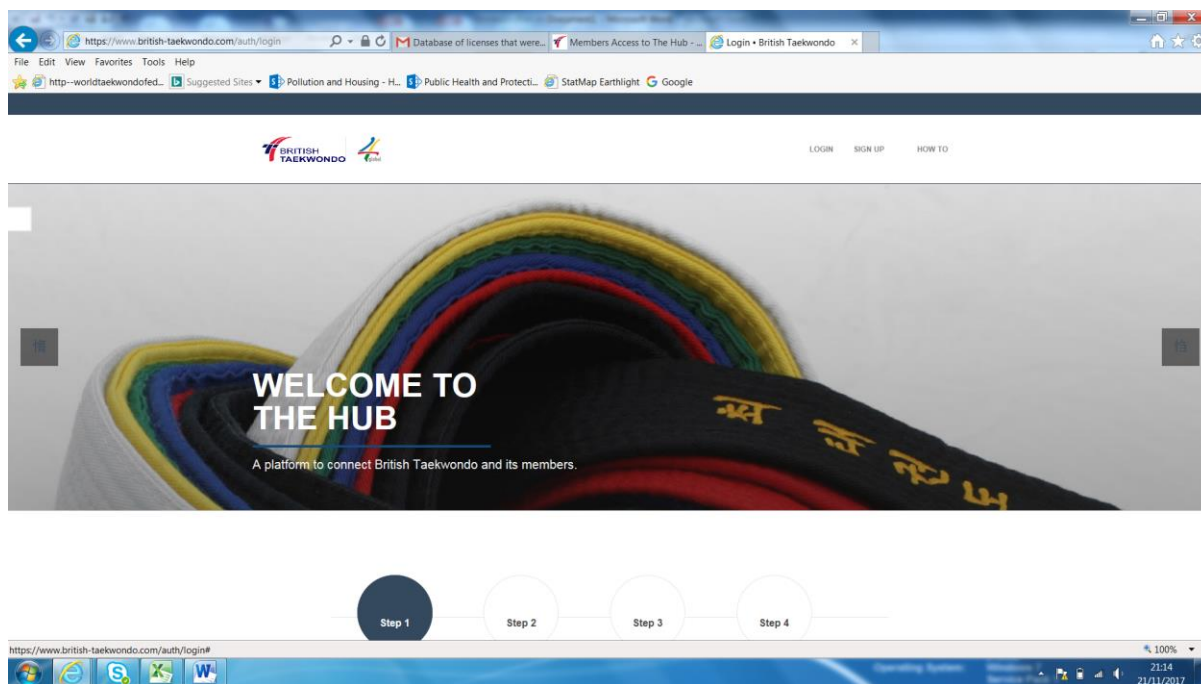 https://www.british-taekwondo.com/auth/login
Database of licenses that were...
Members Access to The Hub - ...
Login • British Taekwondo
File Edit View Favorites Tools Help
http--worldtaekwondofed...
Suggested Sites
Pollution and Housing - H...
Public Health and Protecti...
StatMap Earthlight
Google
BRITISH
TAEKWONDO
LOGIN
SIGN UP
HOW TO
WELCOME TO
THE HUB
A platform to connect British Taekwondo and its members.
Step 1
Step 2
Step 3
Step 4
https://www.british-taekwondo.com/auth/login#
100%
21:14
21/11/2017